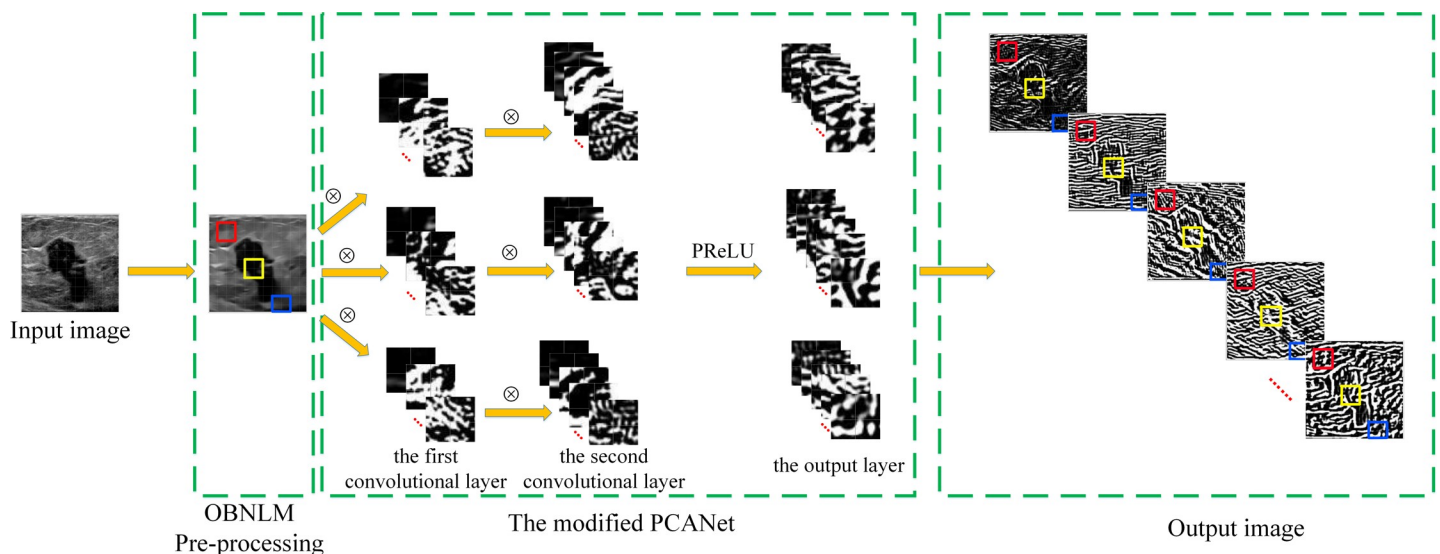 Input image
OBNLM
Pre-processing
⊗
⊗
⊗
⊗
⊗
⊗
the first
convolutional layer
the second
convolutional layer
PReLU
the output layer
The modified PCANet
Output image